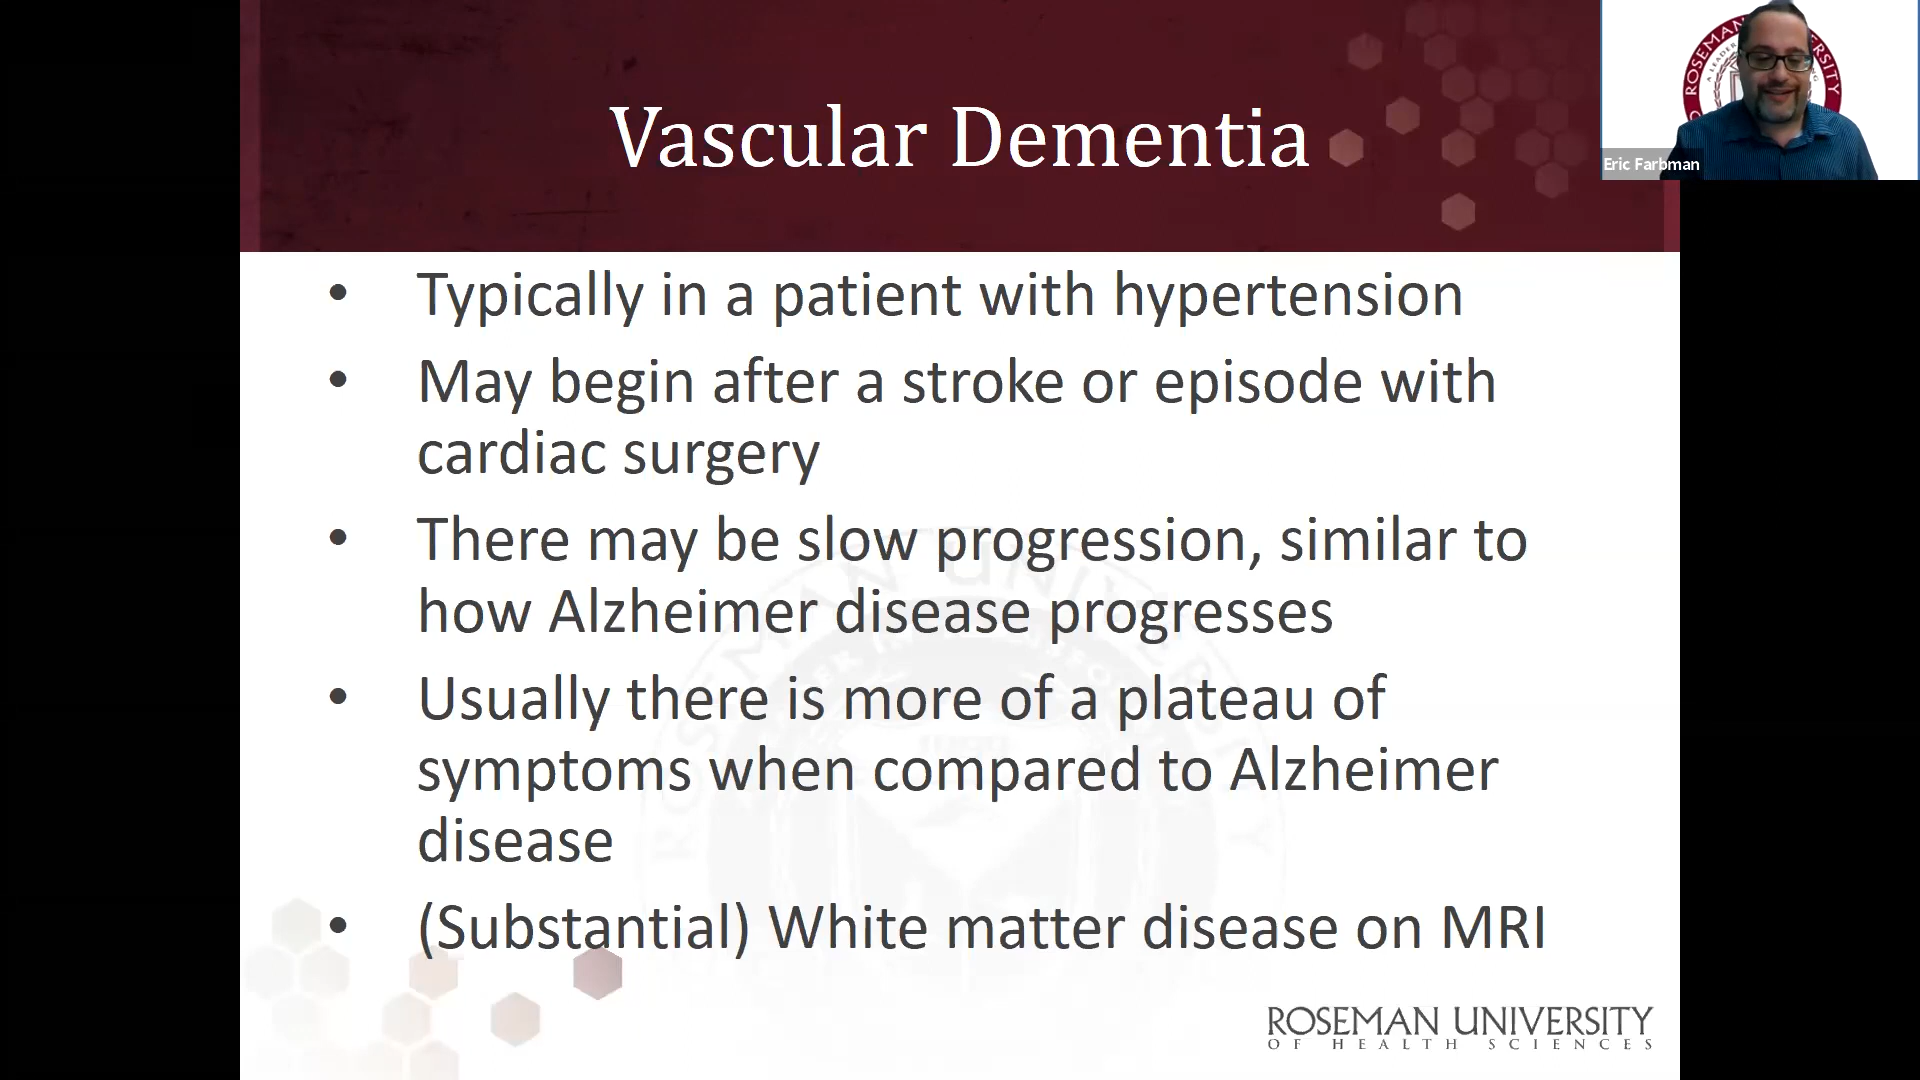 Vascular Dementia
Eric Farbman
• Typically in a patient with hypertension
• May begin after a stroke or episode with
cardiac surgery
• There may be slow progression, similar to
how Alzheimer disease progresses
• Usually there is more of a plateau of
symptoms when compared to Alzheimer
disease
• (Substantial) White matter disease on MRI
ROSEMAN UNIVERSITY
OF HEALTH SCIENCES